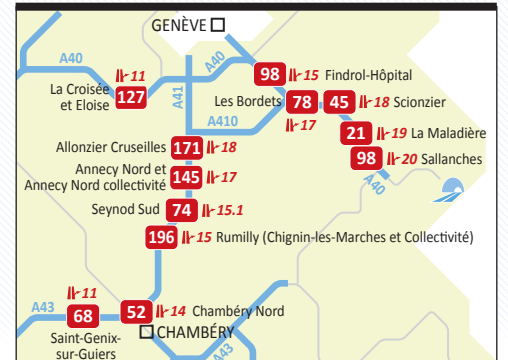 GENÈVE
A40
11
La Croisée
et Eloise
127
A40
98
15 Findrol-Hôpital
A41
Les Bordets
78
45
18 Scionzier
17
A410
21
19 La Maladière
Allonzier Cruseilles
171
18
98
20 Sallanches
Annecy Nord et
Annecy Nord collectivité
145
17
A40
Seynod Sud
74
15.1
196
15 Rumilly (Chignin-les-Marches et Collectivité)
11
A43
68
52
14 Chambéry Nord
CHAMBÉRY
Saint-Genix-
sur-Guiers
A43